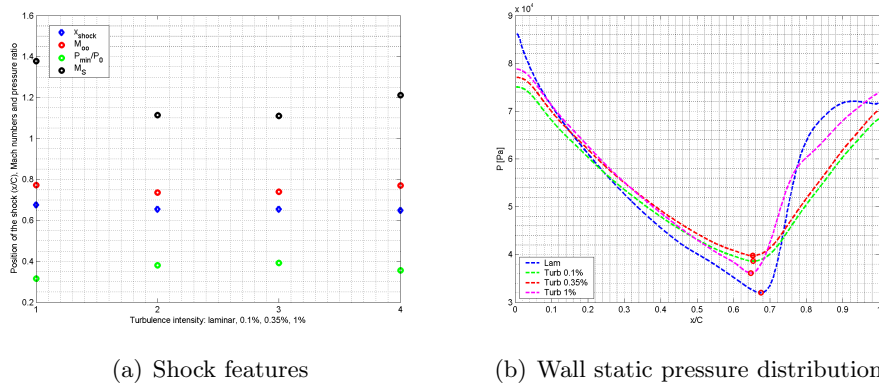 1.6
1.4
1.2
1
0.8
0.6
0.4
0.2
Position of the shock (x/C), Mach numbers and pressure ratio
x_shock
M_oo
P_min/P_0
M_S
1 2 3 4
Turbulence intensity: laminar, 0.1%, 0.35%, 1%
(a) Shock features
x 10^4
9
8
7
6
5
4
3
P [Pa]
Lam
Turb 0.1%
Turb 0.35%
Turb 1%
0 0.1 0.2 0.3 0.4 0.5 0.6 0.7 0.8 0.9 1
x/C
(b) Wall static pressure distribution